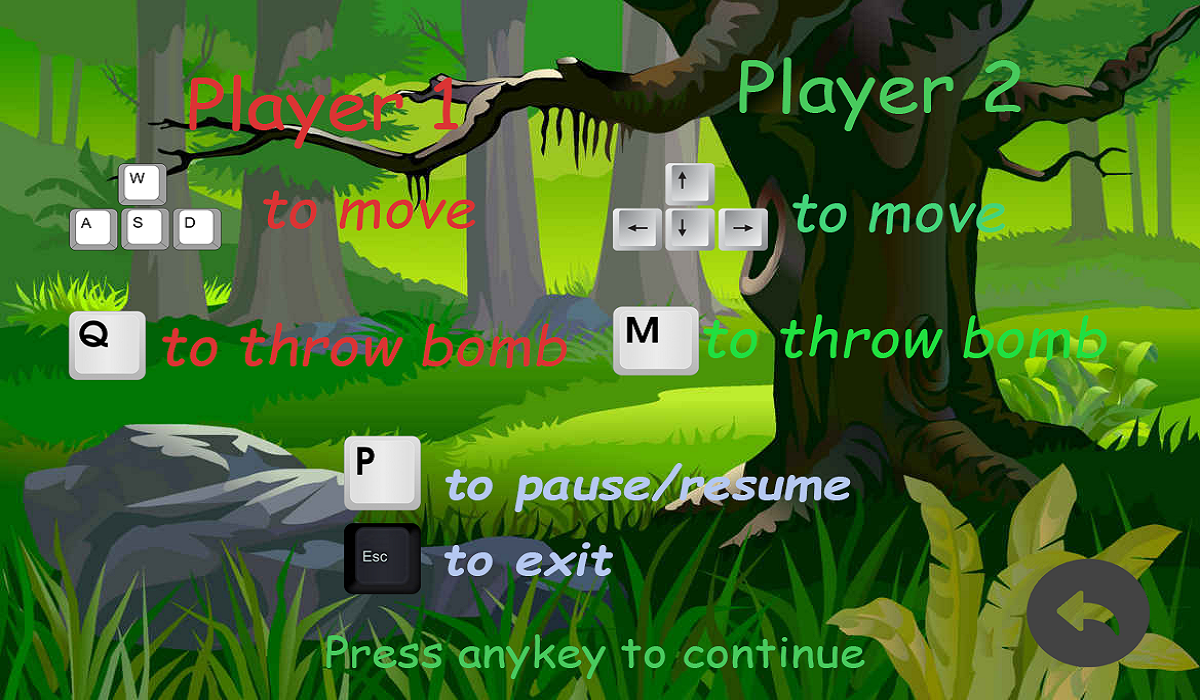 Player 1
W
A S D
to move
Q
to throw bomb
Player 2
↑
← ↓ →
to move
M
to throw bomb
P
to pause/resume
Esc
to exit
Press anykey to continue